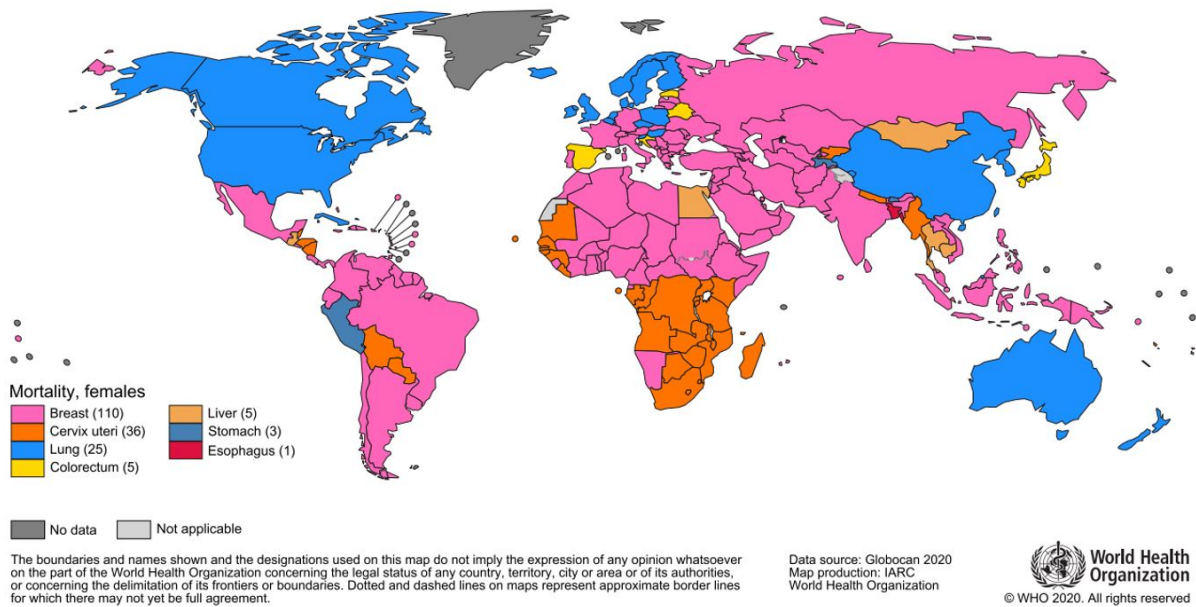 Mortality, females
Breast (110)
Cervix uteri (36)
Lung (25)
Colorectum (5)
Liver (5)
Stomach (3)
Esophagus (1)
No data
Not applicable
The boundaries and names shown and the designations used on this map do not imply the expression of any opinion whatsoever
on the part of the World Health Organization concerning the legal status of any country, territory, city or area or of its authorities,
or concerning the delimitation of its frontiers or boundaries. Dotted and dashed lines on maps represent approximate border lines
for which there may not yet be full agreement.
Data source: Globocan 2020
Map production: IARC
World Health Organization
World Health
Organization
© WHO 2020. All rights reserved